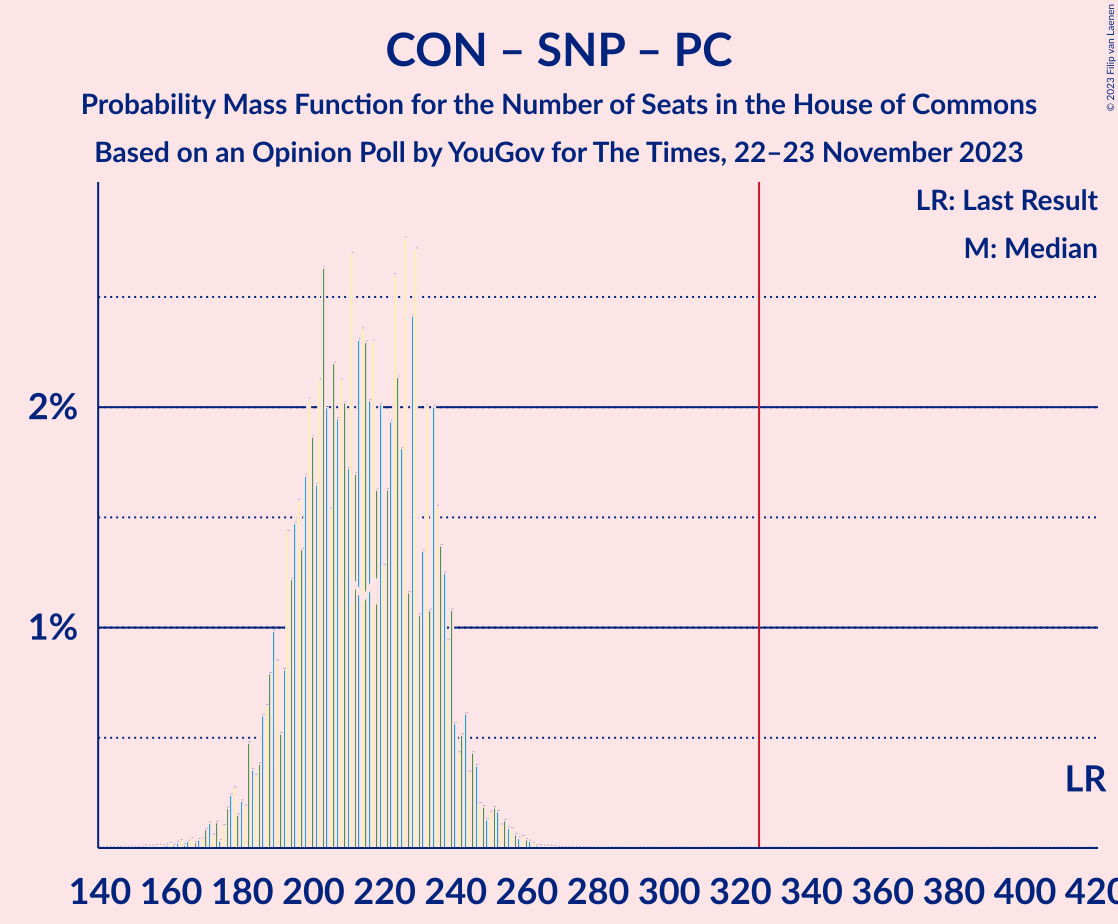 CON – SNP – PC
Probability Mass Function for the Number of Seats in the House of Commons
Based on an Opinion Poll by YouGov for The Times, 22–23 November 2023
© 2023 Filip van Laenen
LR: Last Result
M: Median
2%
1%
M
LR
140 160 180 200 220 240 260 280 300 320 340 360 380 400 420